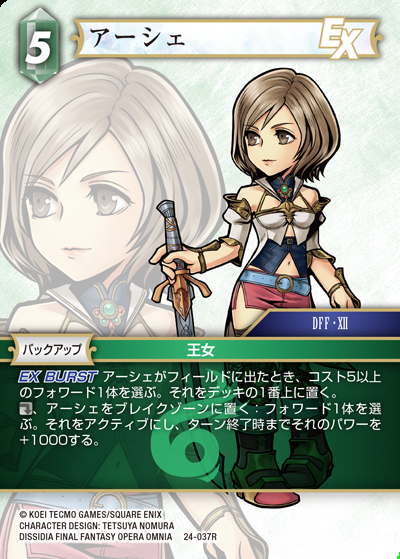 5
アーシェ
EX
DFF・XII
バックアップ
王女
EX BURST アーシェがフィールドに出たとき、コスト5以上
のフォワード1体を選ぶ。それをデッキの1番上に置く。
、アーシェをブレイクゾーンに置く：フォワード1体を選
ぶ。それをアクティブにし、ターン終了時までそれのパワーを
+1000する。
© KOEI TECMO GAMES/SQUARE ENIX
CHARACTER DESIGN: TETSUYA NOMURA
DISSIDIA FINAL FANTASY OPERA OMNIA 24-037R